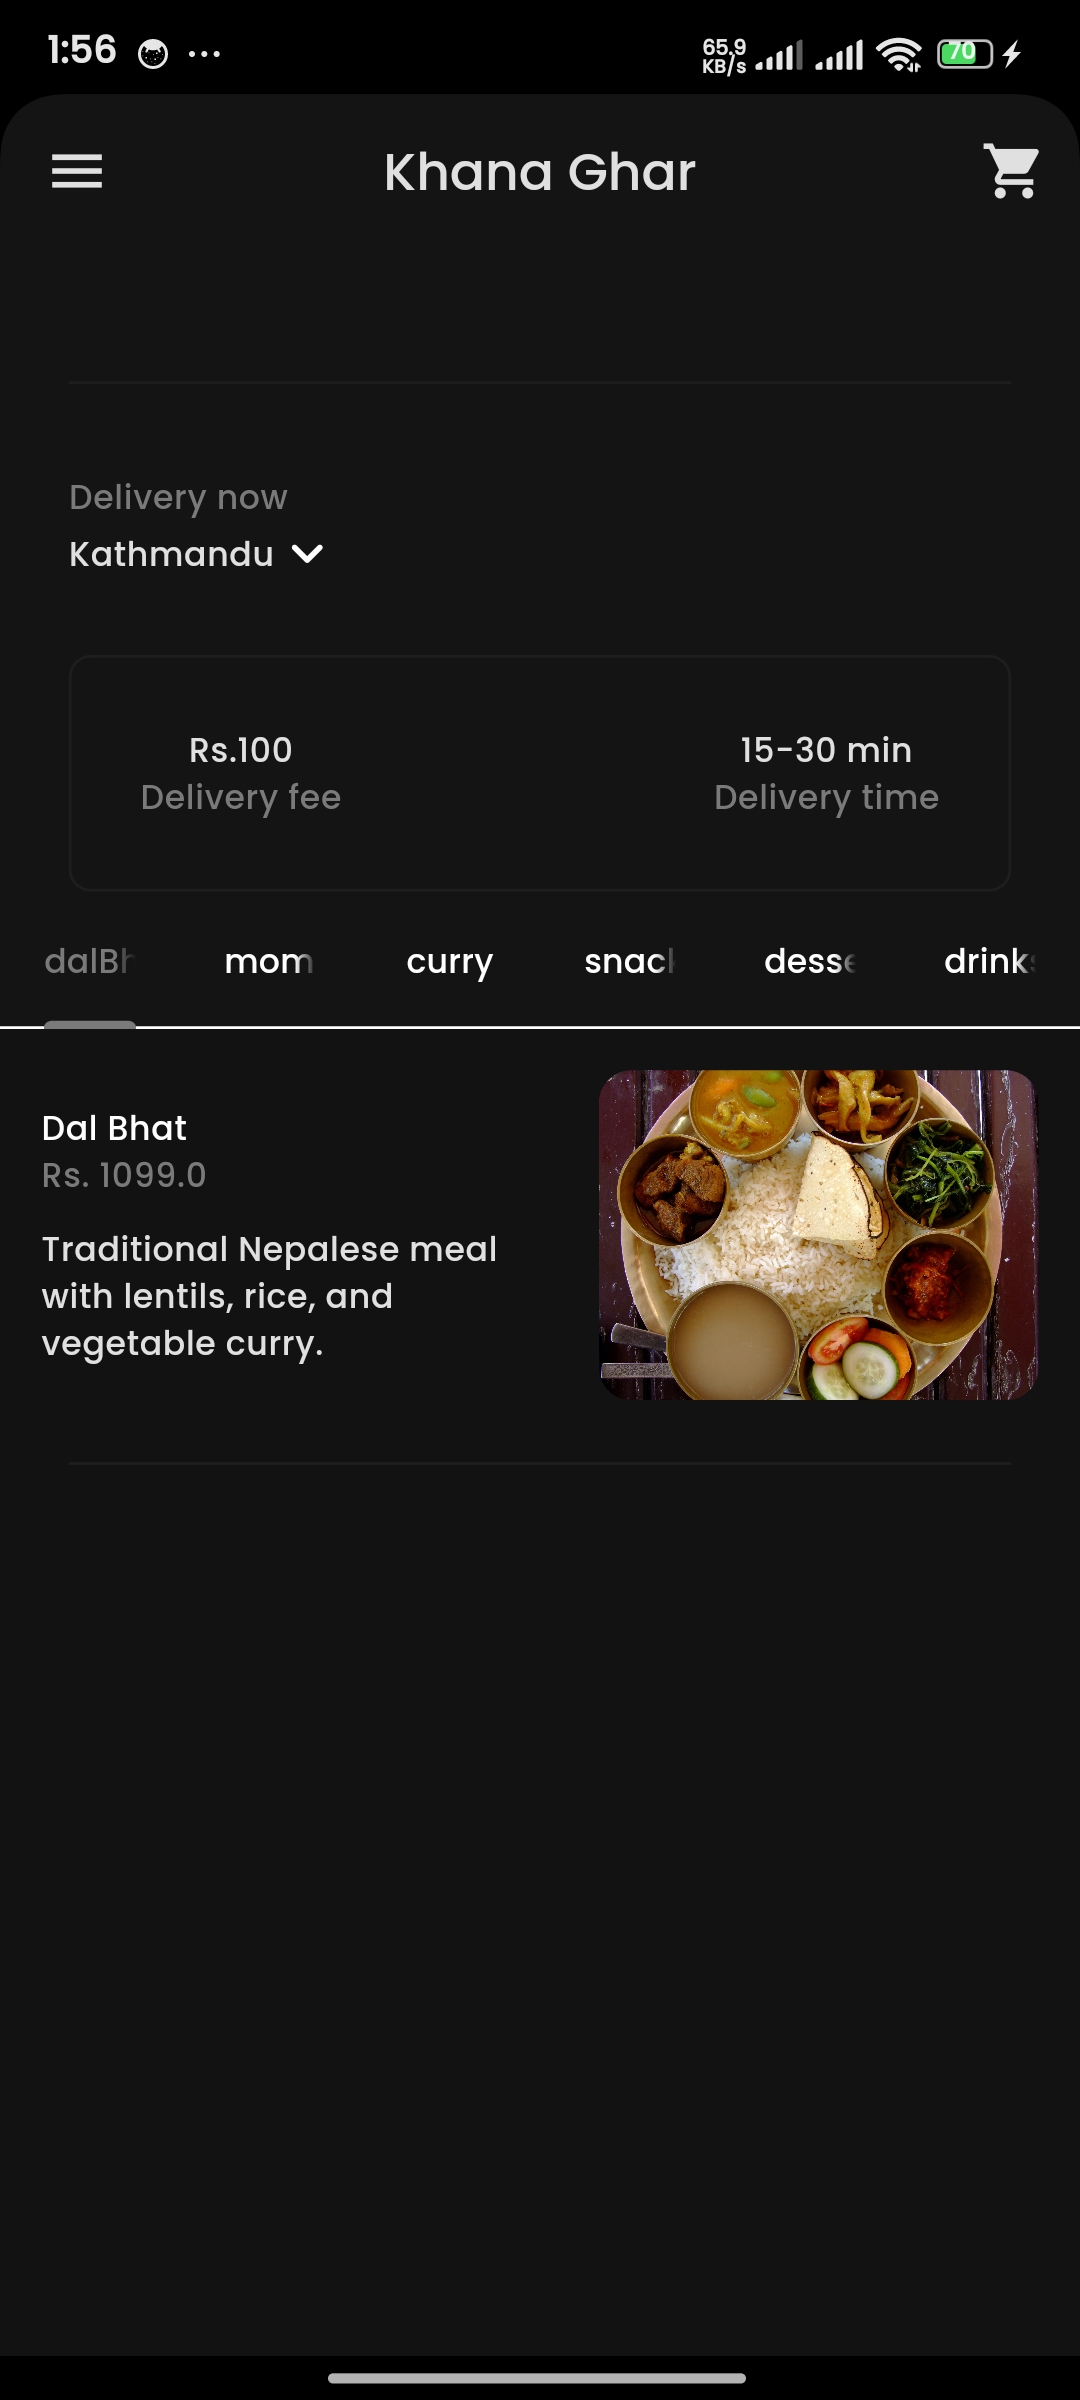 1:56
65.9
KB/s
70
Khana Ghar
Delivery now
Kathmandu
Rs.100
15-30 min
Delivery fee
Delivery time
dalBh
mom
curry
snack
desse
drinks
Dal Bhat
Rs. 1099.0
Traditional Nepalese meal
with lentils, rice, and
vegetable curry.